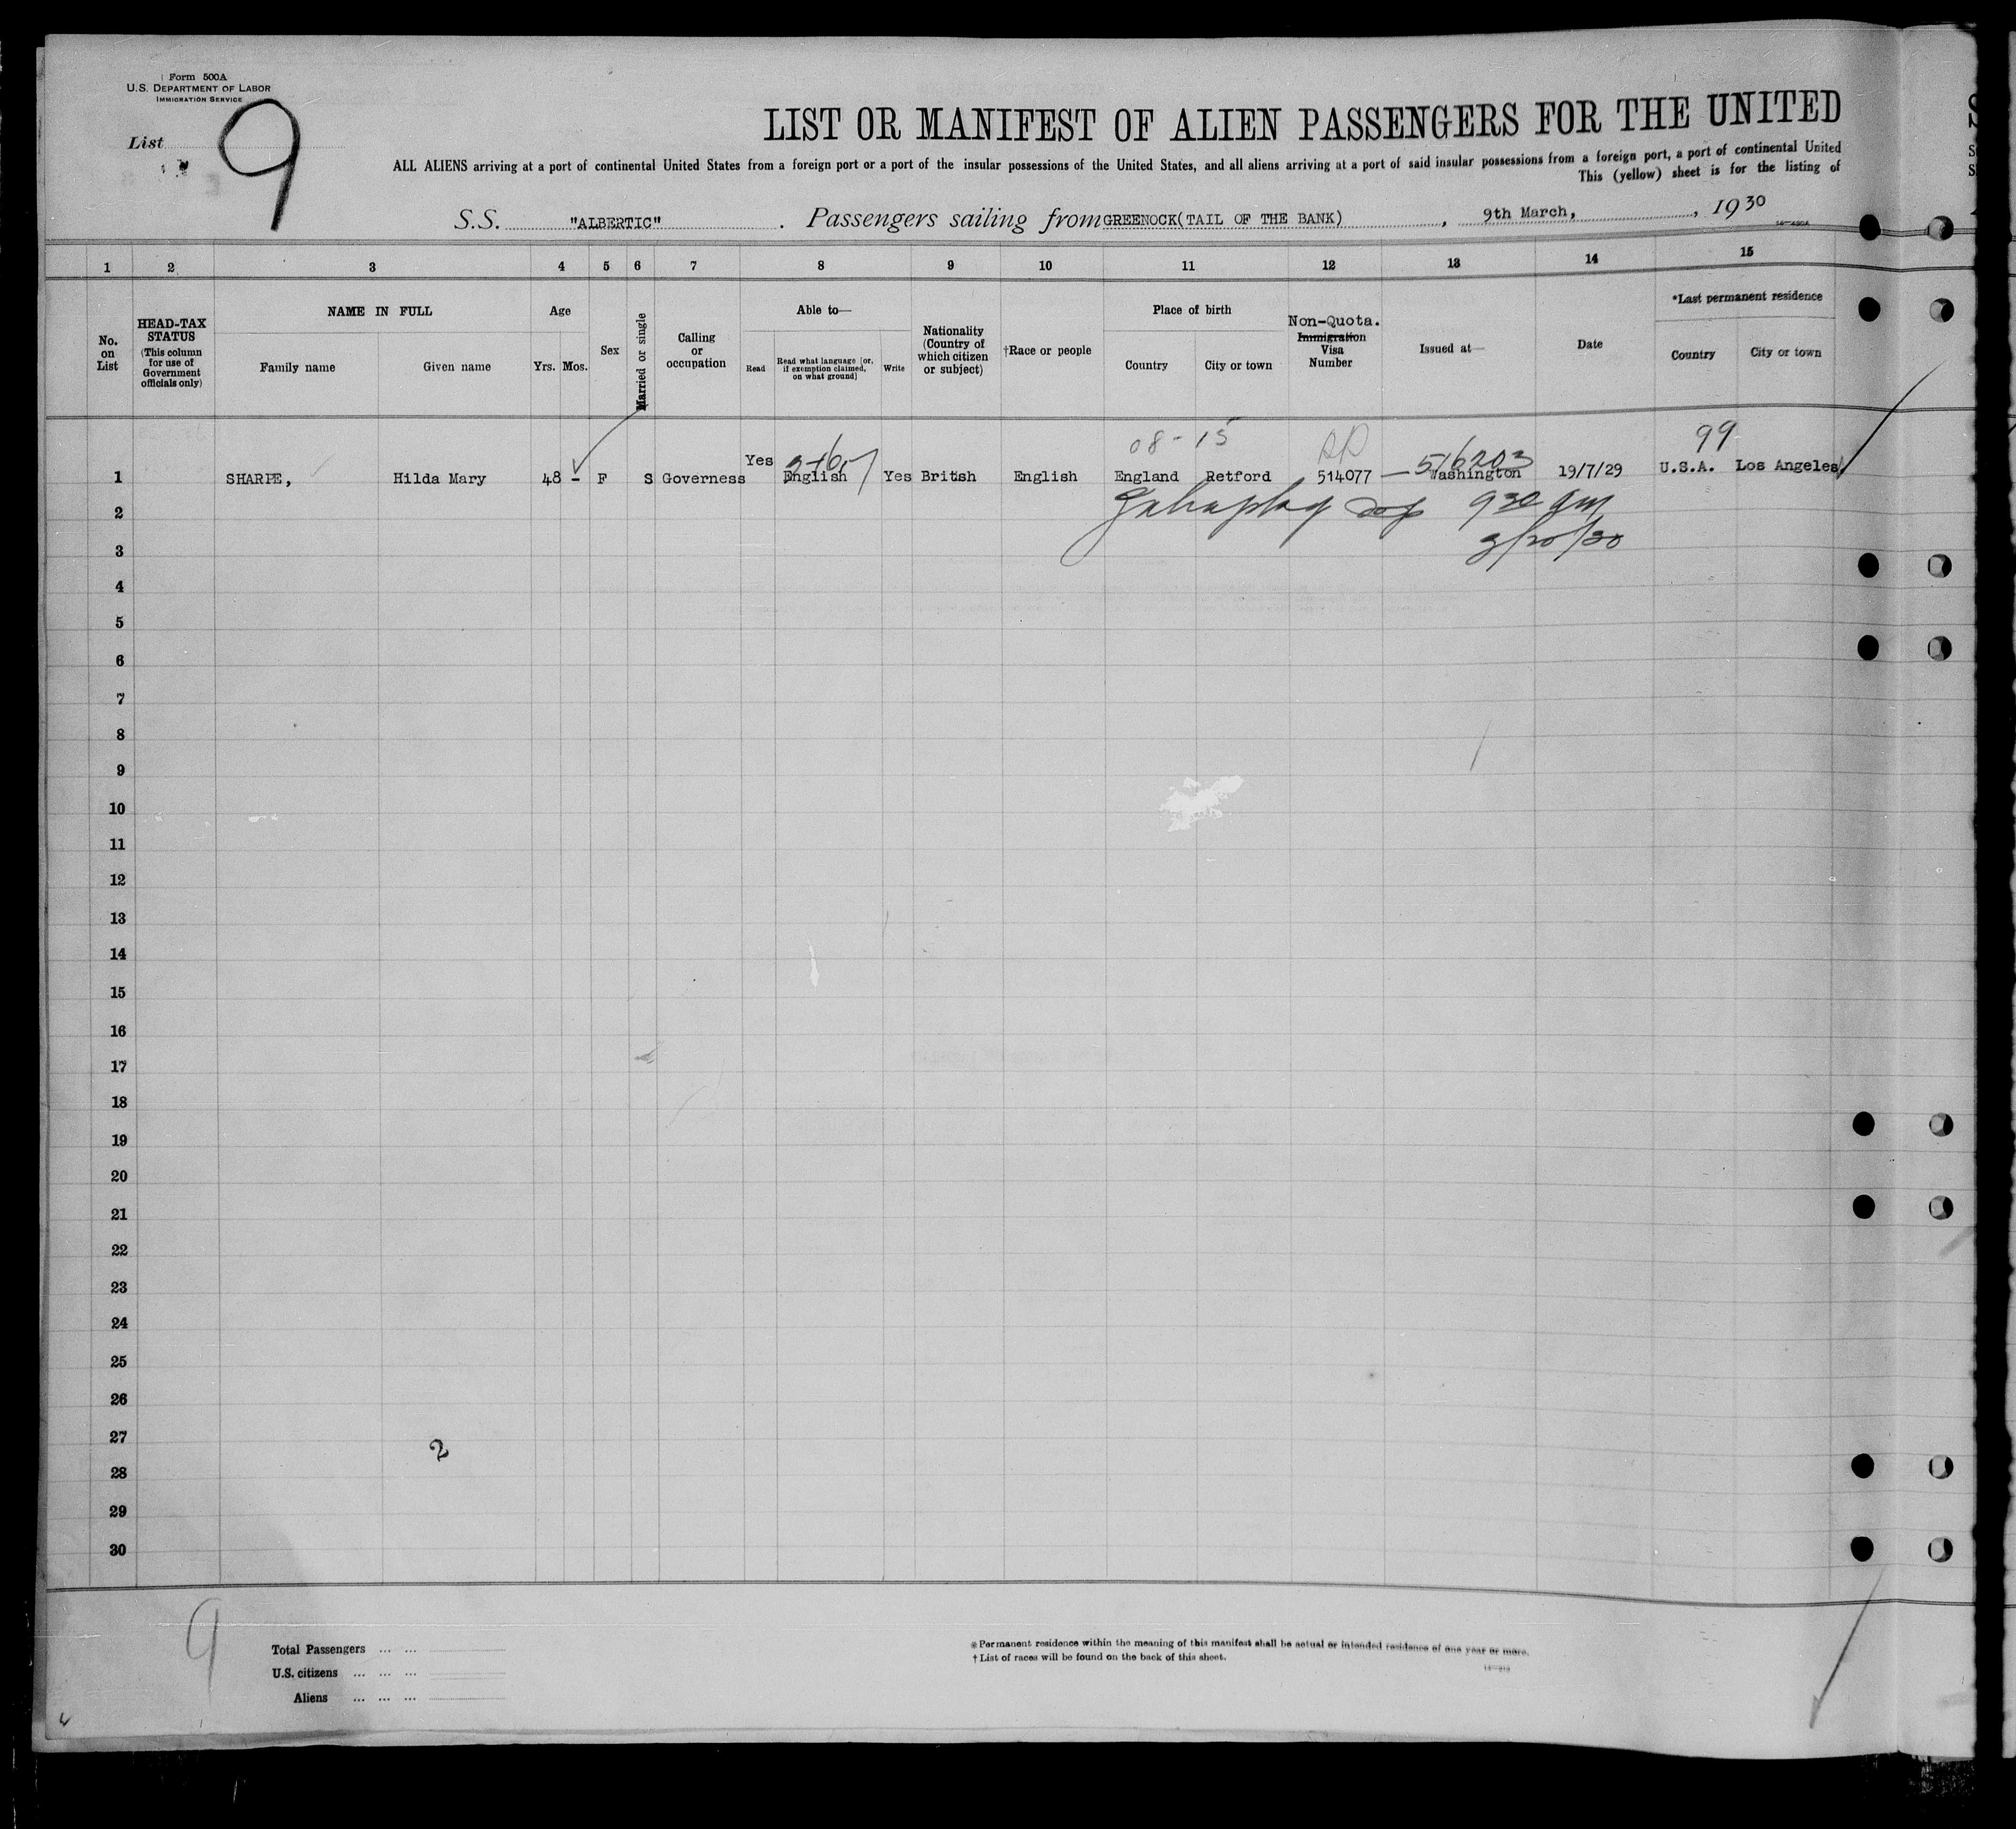 Form 500A
U.S. DEPARTMENT OF LABOR
IMMIGRATION SERVICE
List 9
LIST OR MANIFEST OF ALIEN PASSENGERS FOR THE UNITED
ALL ALIENS arriving at a port of continental United States from a foreign port or a port of the insular possessions of the United States, and all aliens arriving at a port of said insular possessions from a foreign port, a port of continental United
This (yellow) sheet is for the listing of
S.S. "ALBERTIC" . Passengers sailing from GREENOCK(TAIL OF THE BANK) , 9th March, , 1930
1 2 3 4 5 6 7 8 9 10 11 12 13 14 15
No. on List
HEAD-TAX STATUS (This column for use of Government officials only)
NAME IN FULL
Family name
Given name
Age
Yrs. Mos.
Sex
Married or single
Calling or occupation
Able to—
Read
Read what language [or, if exemption claimed, on what ground]
Write
Nationality (Country of which citizen or subject)
†Race or people
Place of birth
Country
City or town
Non-Quota.
Immigration Visa Number
Issued at—
Date
*Last permanent residence
Country
City or town
08-15 99
516203
1 SHARPE, Hilda Mary 48 - F S Governess Yes English Yes British English England Retford 514077 — Washington 19/7/29 U.S.A. Los Angeles
2 9 30 am
3 3/20/30
4
5
6
7
8
9
10
11
12
13
14
15
16
17
18
19
20
21
22
23
24
25
26
27
2
28
29
30
9
Total Passengers ... ...
U.S. citizens ... ... ...
Aliens ... ... ...
* Permanent residence within the meaning of this manifest shall be actual or intended residence of one year or more.
† List of races will be found on the back of this sheet.